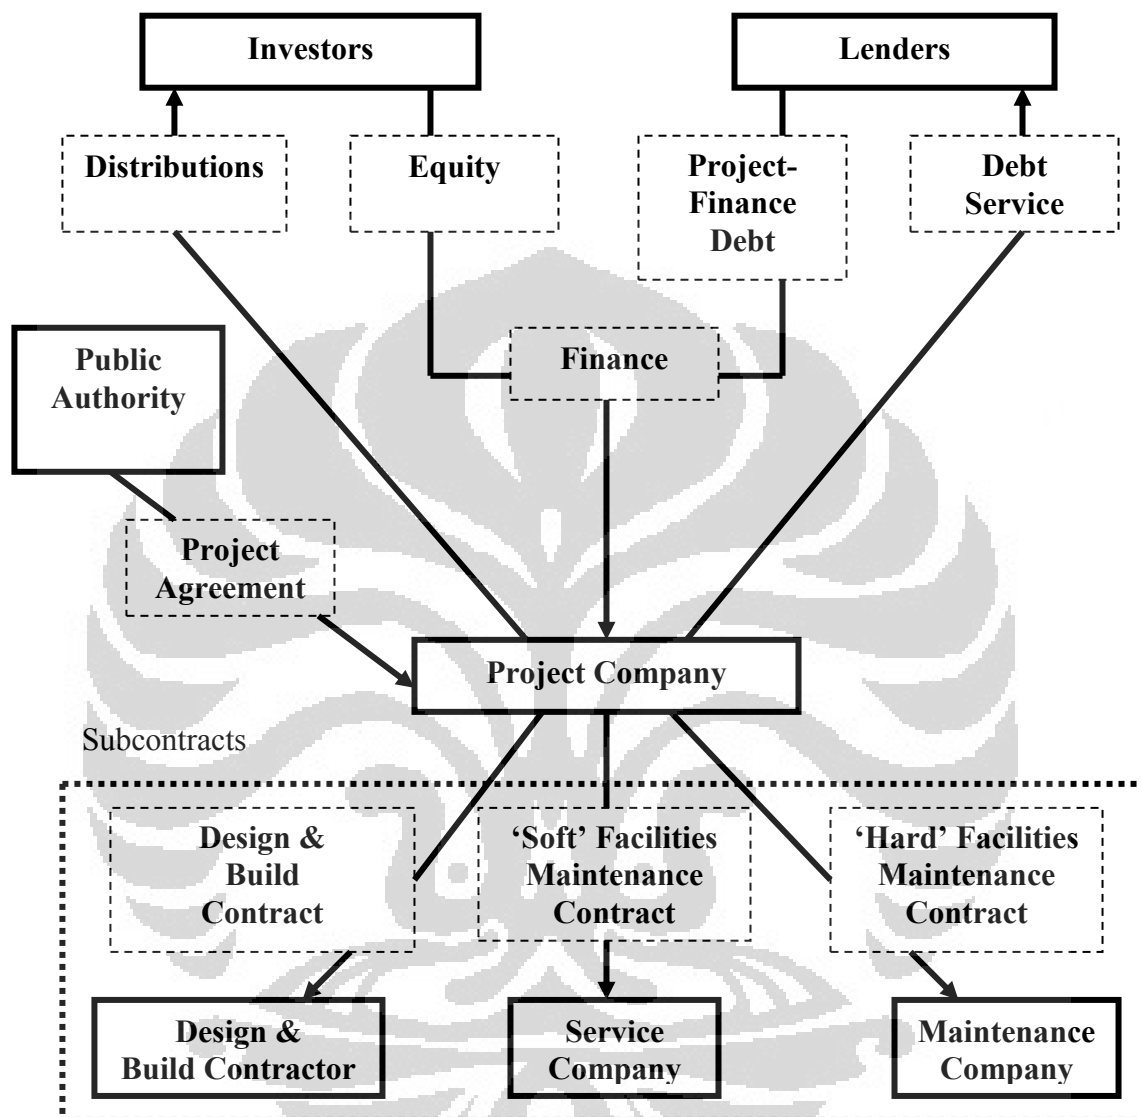 Investors
Lenders
Distributions
Equity
Project-
Finance
Debt
Debt
Service
Public
Authority
Finance
Project
Agreement
Project Company
Subcontracts
Design &
Build
Contract
‘Soft’ Facilities
Maintenance
Contract
‘Hard’ Facilities
Maintenance
Contract
Design &
Build Contractor
Service
Company
Maintenance
Company